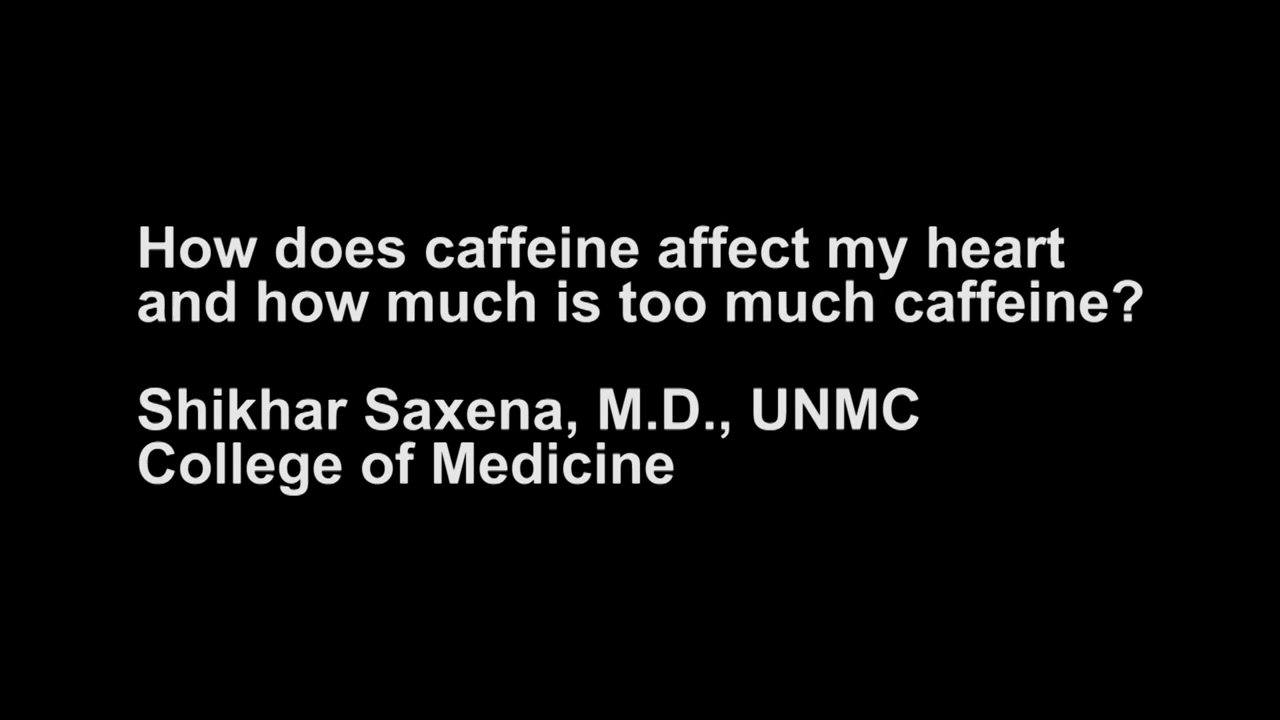 How does caffeine affect my heart
and how much is too much caffeine?
Shikhar Saxena, M.D., UNMC
College of Medicine